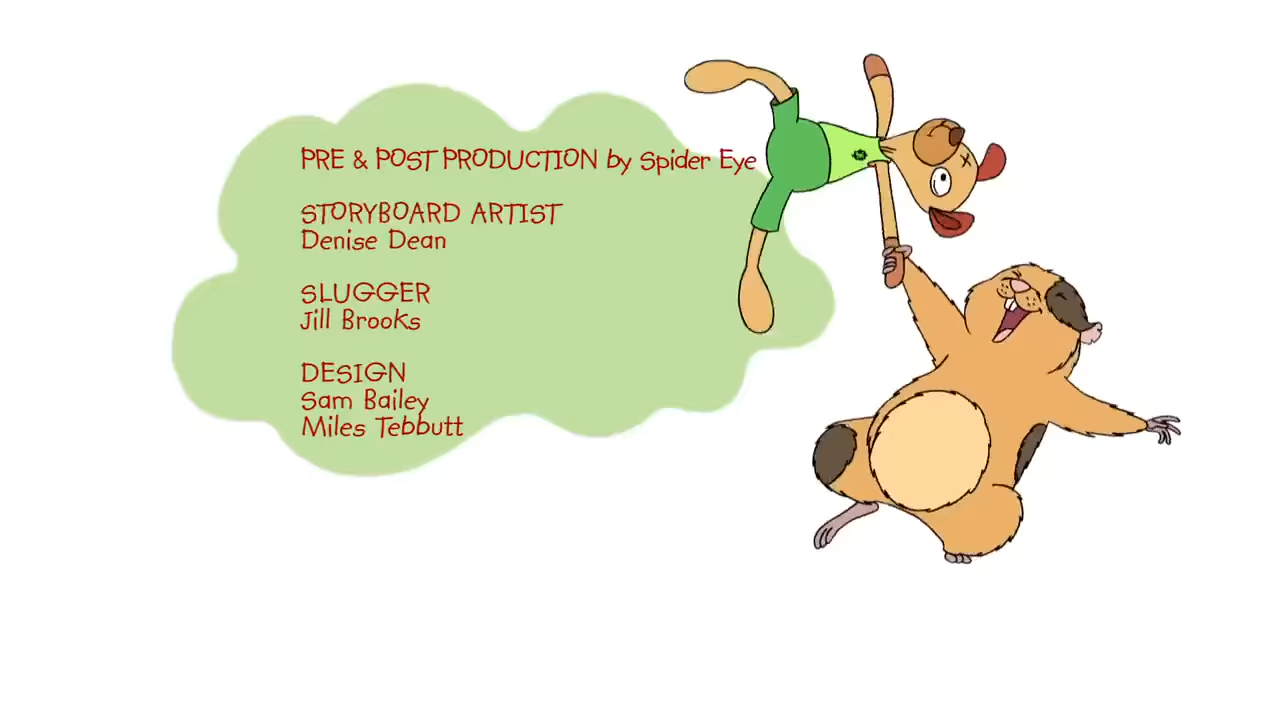 PRE & POST PRODUCTION by Spider Eye
STORYBOARD ARTIST
Denise Dean
SLUGGER
Jill Brooks
DESIGN
Sam Bailey
Miles Tebbutt